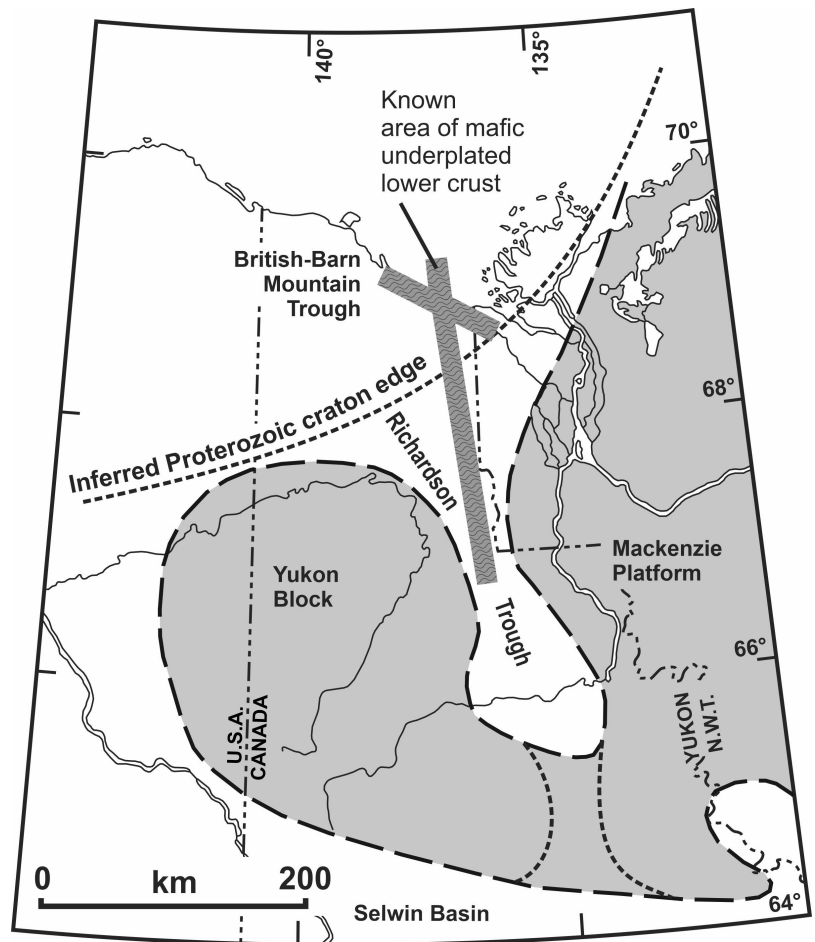 140°
135°
Known
area of mafic
underplated
lower crust
70°
British-Barn
Mountain
Trough
68°
Inferred Proterozoic craton edge
Richardson
Trough
Mackenzie
Platform
Yukon
Block
66°
YUKON
N.W.T.
U.S.A.
CANADA
0 km 200
Selwin Basin
64°